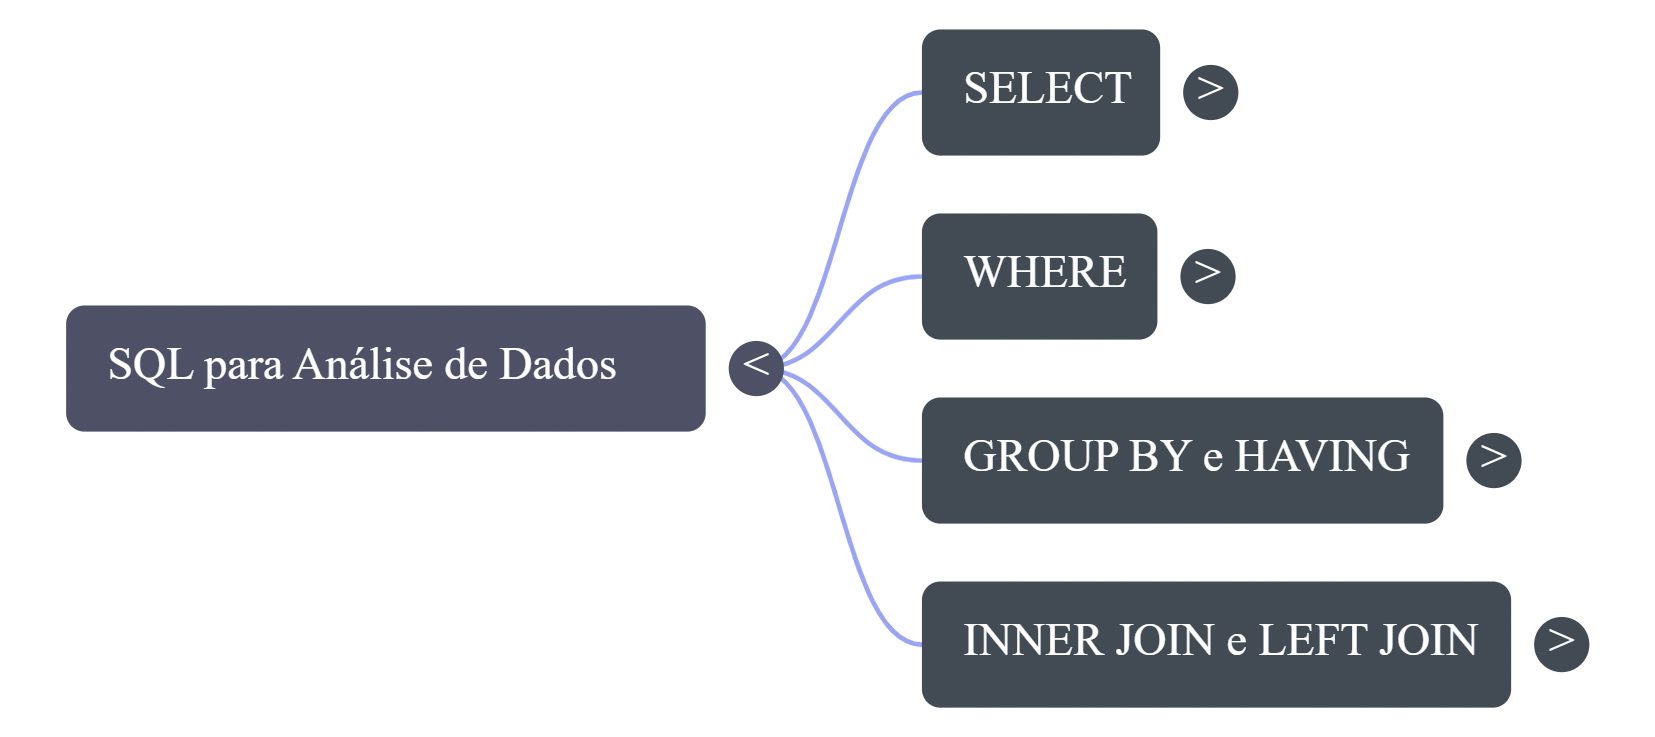 SQL para Análise de Dados
<
SELECT
>
WHERE
>
GROUP BY e HAVING
>
INNER JOIN e LEFT JOIN
>